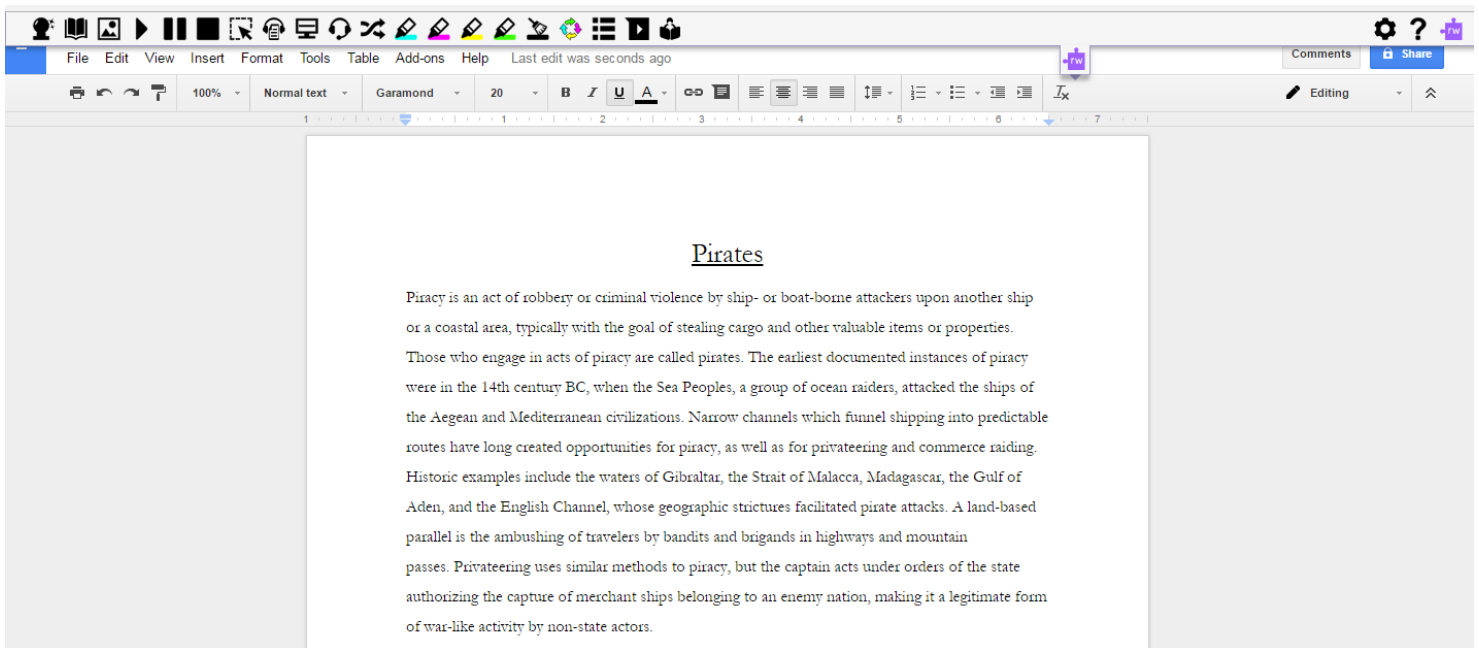 rw
File Edit View Insert Format Tools Table Add-ons Help Last edit was seconds ago
rw
Comments
Share
100% Normal text Garamond 20 B I U A Editing
1 1 2 3 4 5 6 7
Pirates
Piracy is an act of robbery or criminal violence by ship- or boat-borne attackers upon another ship
or a coastal area, typically with the goal of stealing cargo and other valuable items or properties.
Those who engage in acts of piracy are called pirates. The earliest documented instances of piracy
were in the 14th century BC, when the Sea Peoples, a group of ocean raiders, attacked the ships of
the Aegean and Mediterranean civilizations. Narrow channels which funnel shipping into predictable
routes have long created opportunities for piracy, as well as for privateering and commerce raiding.
Historic examples include the waters of Gibraltar, the Strait of Malacca, Madagascar, the Gulf of
Aden, and the English Channel, whose geographic strictures facilitated pirate attacks. A land-based
parallel is the ambushing of travelers by bandits and brigands in highways and mountain
passes. Privateering uses similar methods to piracy, but the captain acts under orders of the state
authorizing the capture of merchant ships belonging to an enemy nation, making it a legitimate form
of war-like activity by non-state actors.